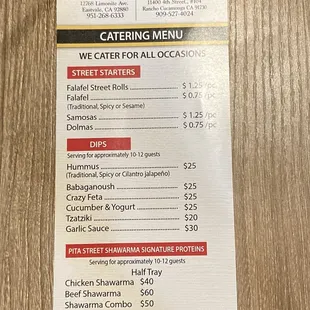 12768 Limonite Ave. 11400 4th Street., #104
Eastvale, CA 92880 Rancho Cucamonga CA 91730
951-268-6333 909-527-4024
CATERING MENU
WE CATER FOR ALL OCCASIONS
STREET STARTERS
Falafel Street Rolls $ 1.25 /pc
Falafel $ 0.75 /pc
(Traditional, Spicy or Sesame)
Samosas $ 1.25 /pc
Dolmas $ 0.75 /pc
DIPS
Serving for approximately 10-12 guests
Hummus $25
(Traditional, Spicy or Cilantro Jalapeño)
Babaganoush $25
Crazy Feta $25
Cucumber & Yogurt $25
Tzatziki $20
Garlic Sauce $30
PITA STREET SHAWARMA SIGNATURE PROTEINS
Serving for approximately 10-12 guests
Half Tray
Chicken Shawarma $40
Beef Shawarma $60
Shawarma Combo $50